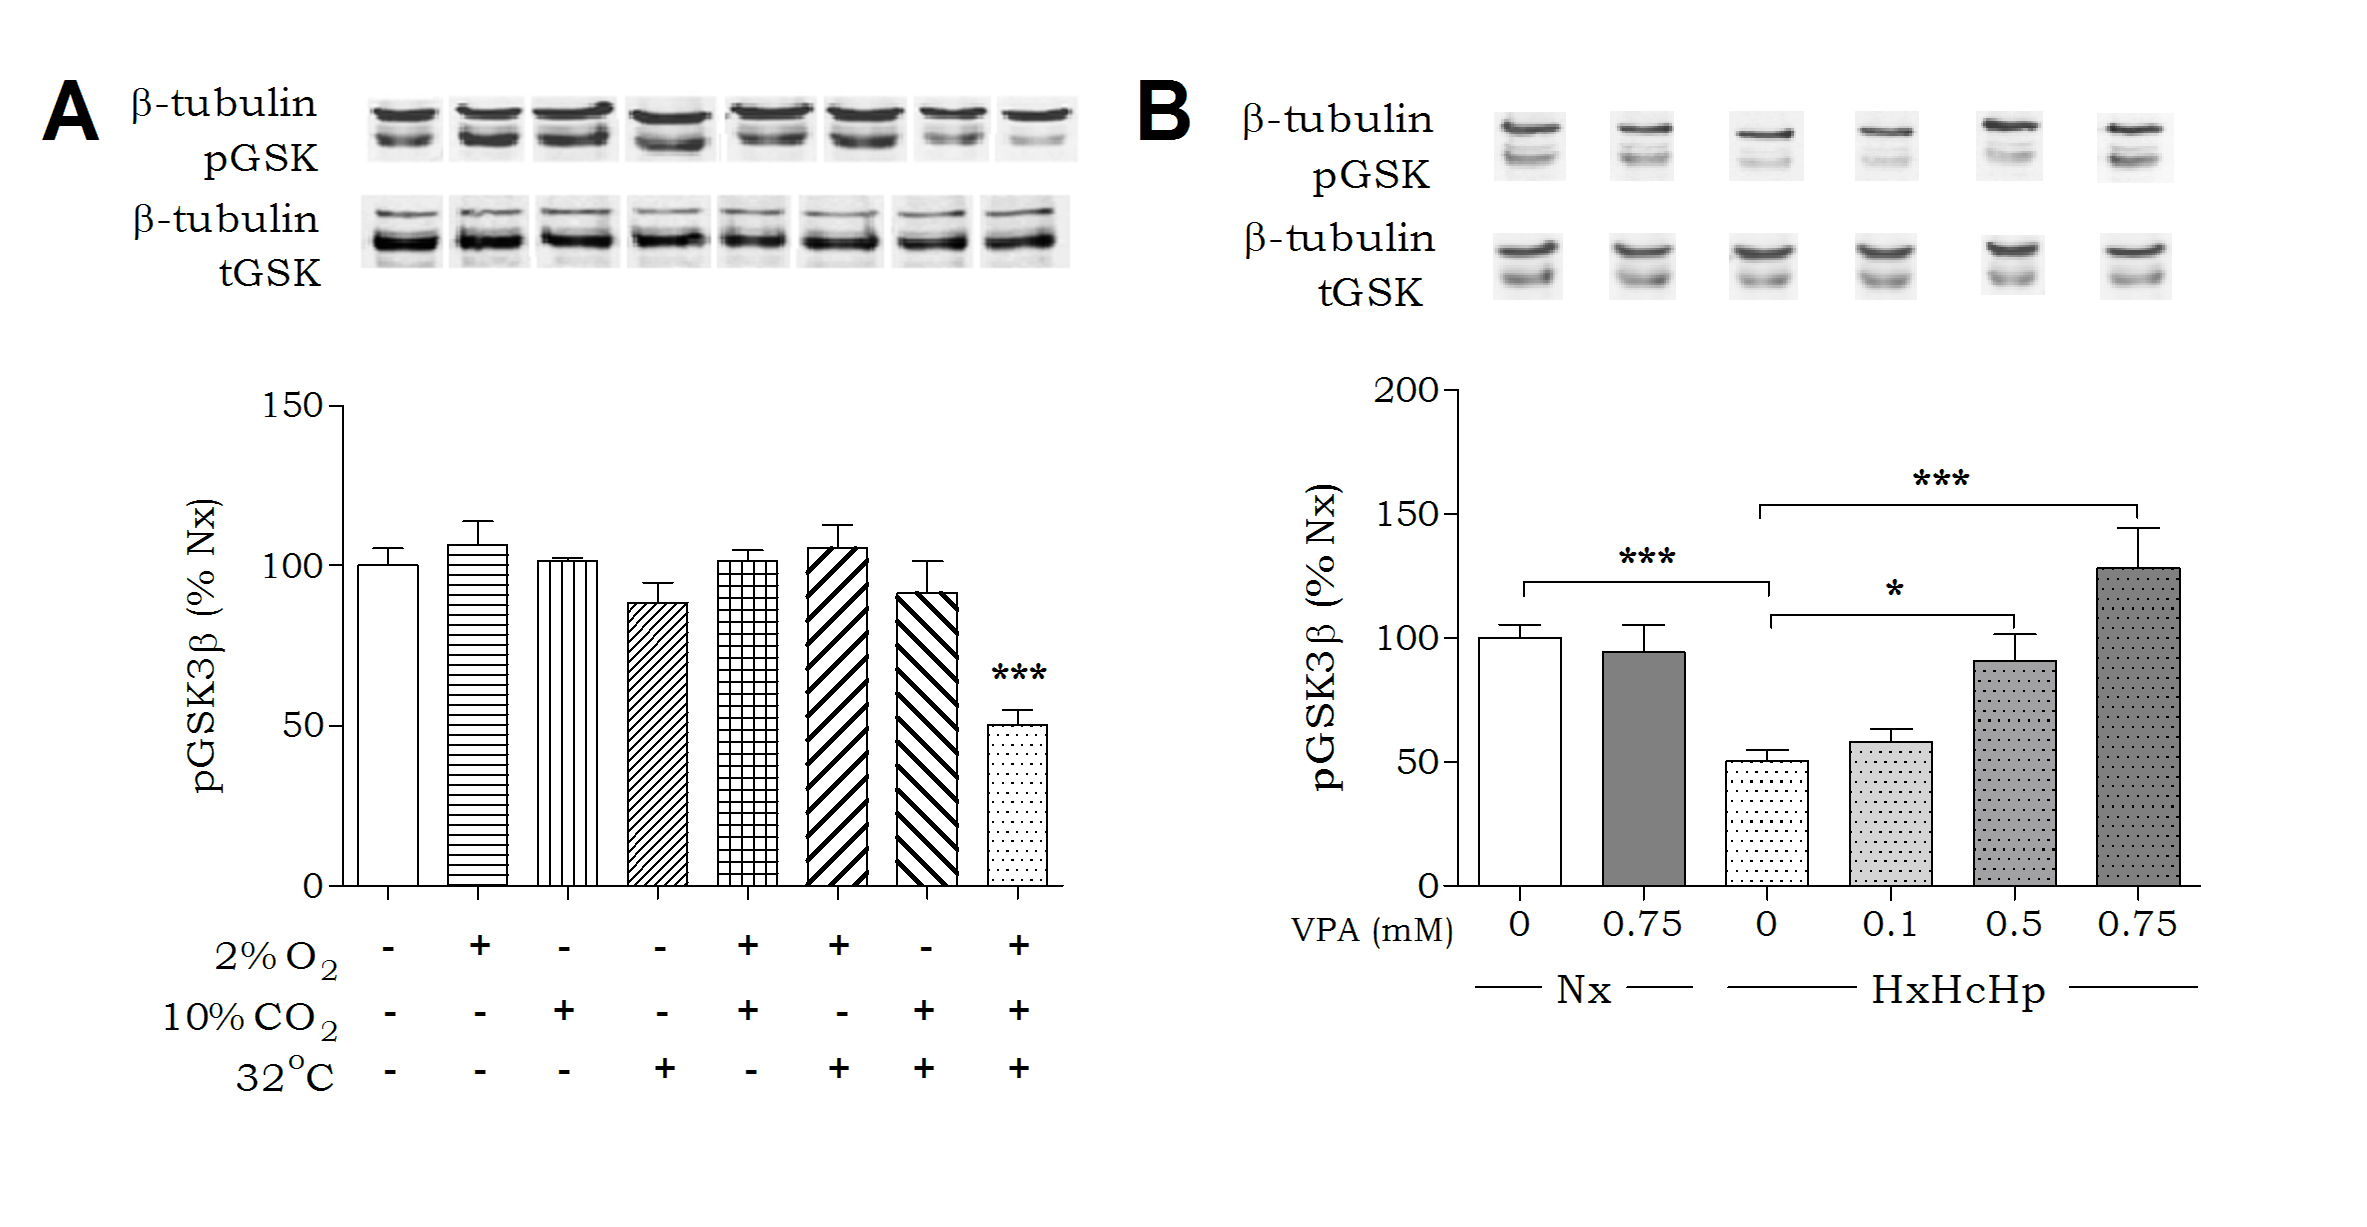 A
β-tubulin
pGSK
β-tubulin
tGSK
150
100
50
0
pGSK3β (% Nx)
***
2% O2 - + - - + + - +
10% CO2 - - + - + - + +
32°C - - - + - + + +
B
β-tubulin
pGSK
β-tubulin
tGSK
200
150
100
50
0
pGSK3β (% Nx)
***
***
*
VPA (mM) 0 0.75 0 0.1 0.5 0.75
Nx HxHcHp